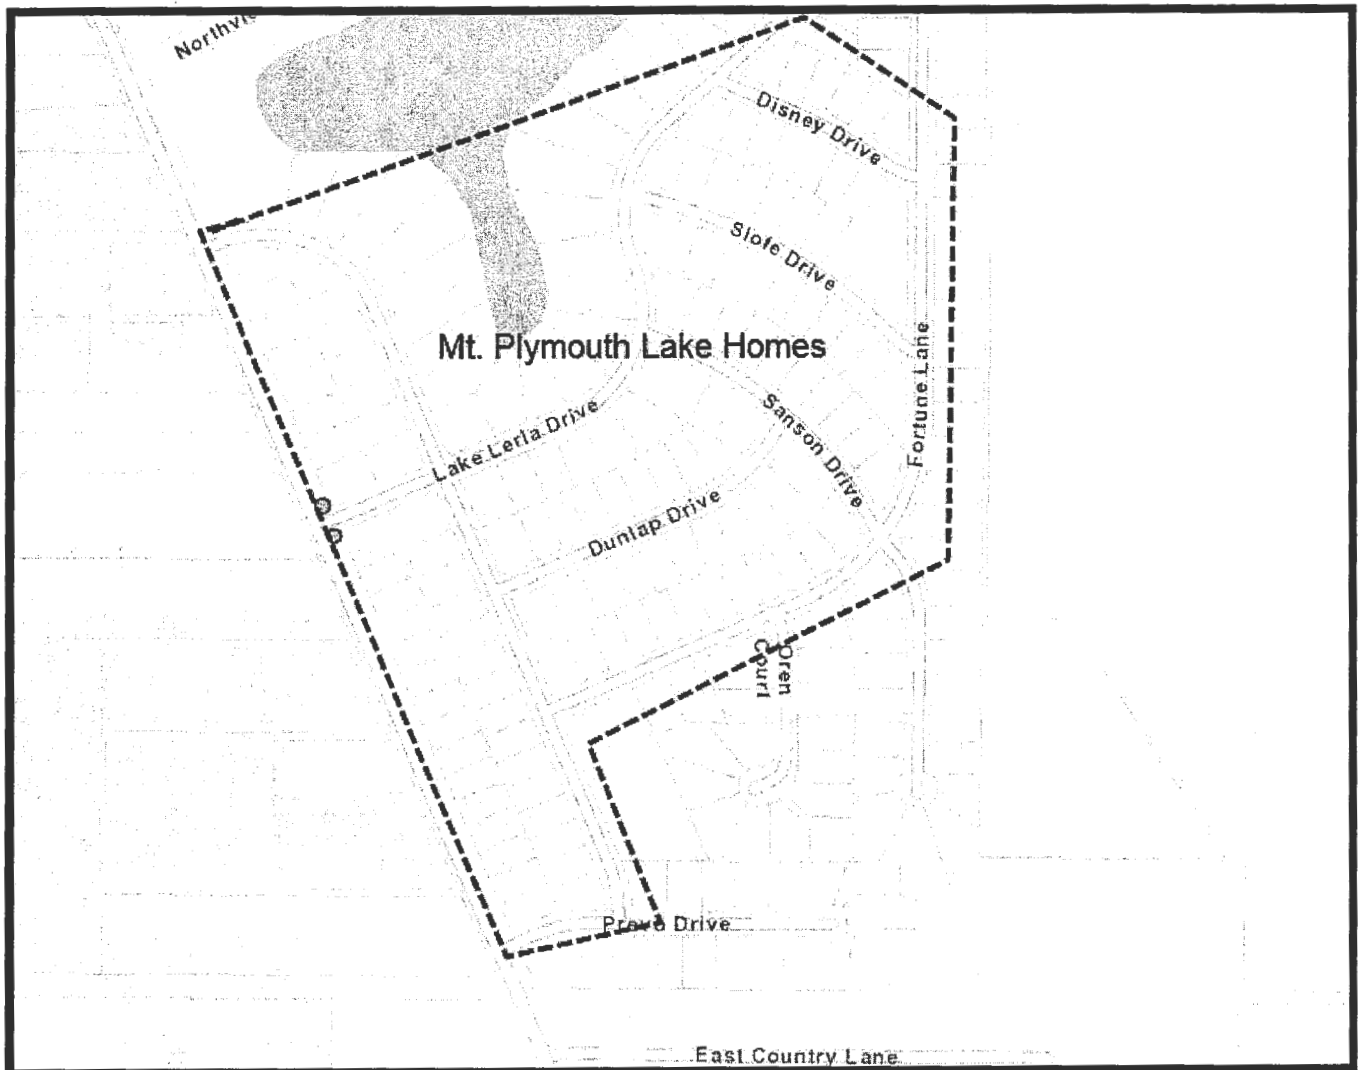 Disney Drive
Slofe Drive
Mt. Plymouth Lake Homes
Fortune Lane
Lake Lerla Drive
Sanson Drive
Dunlap Drive
Oren
Court
Drive
East Country Lane